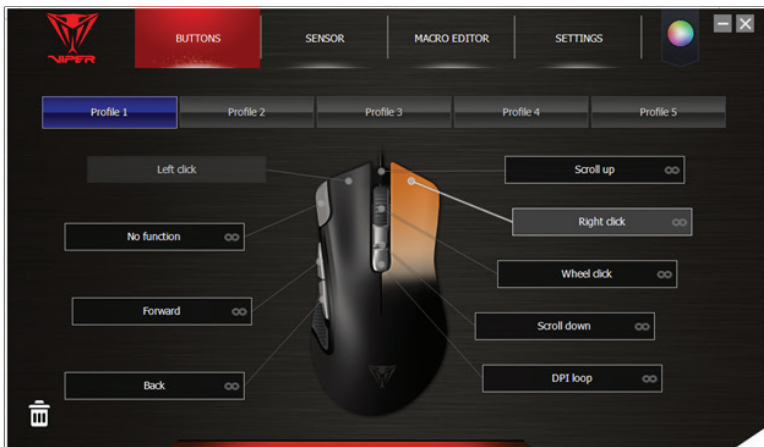 VIPER
BUTTONS
SENSOR
MACRO EDITOR
SETTINGS
Profile 1
Profile 2
Profile 3
Profile 4
Profile 5
Left click
Scroll up
Right click
No function
Wheel click
Forward
Scroll down
Back
DPI loop